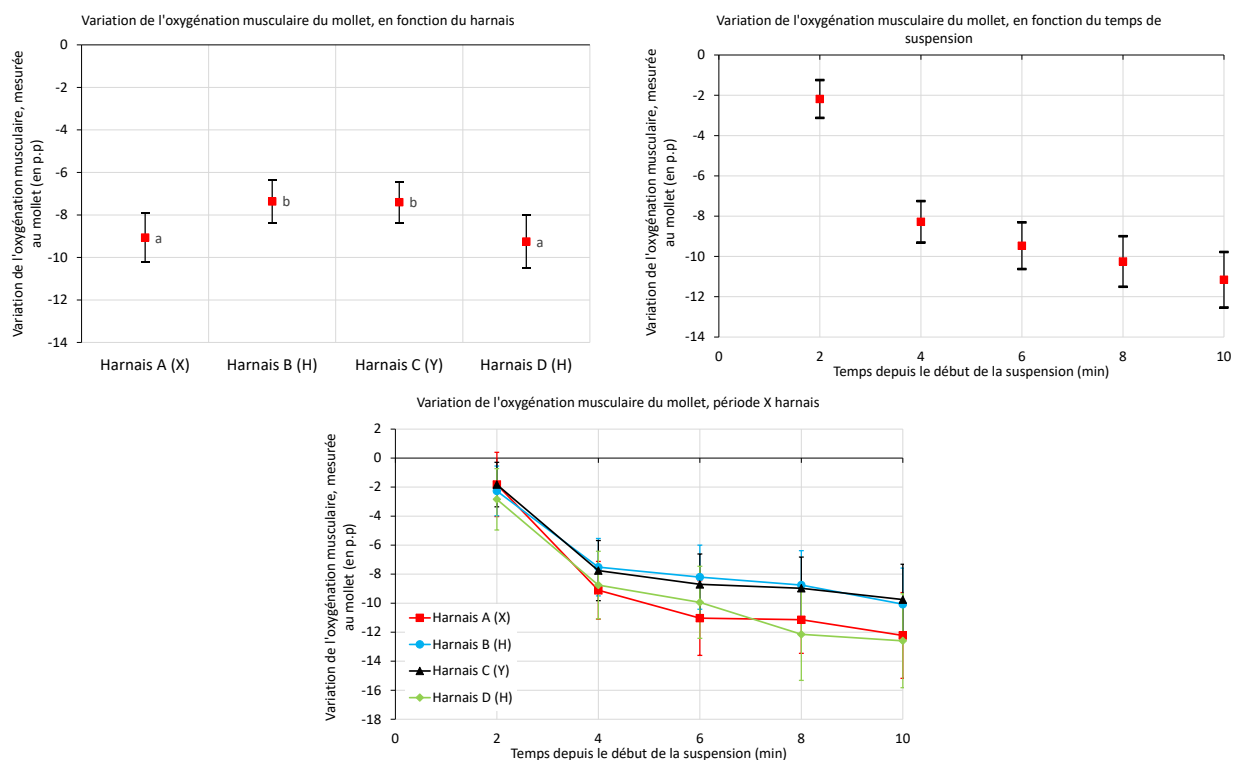 Variation de l'oxygénation musculaire du mollet, en fonction du harnais
Variation de l'oxygénation musculaire, mesurée
au mollet (en p.p)
0
-2
-4
-6
-8
-10
-12
-14
a
b
b
a
Harnais A (X)
Harnais B (H)
Harnais C (Y)
Harnais D (H)
Variation de l'oxygénation musculaire du mollet, en fonction du temps de
suspension
Variation de l'oxygénation musculaire, mesurée
au mollet (en p.p)
0
-2
-4
-6
-8
-10
-12
-14
0
2
4
6
8
10
Temps depuis le début de la suspension (min)
Variation de l'oxygénation musculaire du mollet, période X harnais
Variation de l'oxygénation musculaire, mesurée
au mollet (en p.p)
2
0
-2
-4
-6
-8
-10
-12
-14
-16
-18
Harnais A (X)
Harnais B (H)
Harnais C (Y)
Harnais D (H)
0
2
4
6
8
10
Temps depuis le début de la suspension (min)